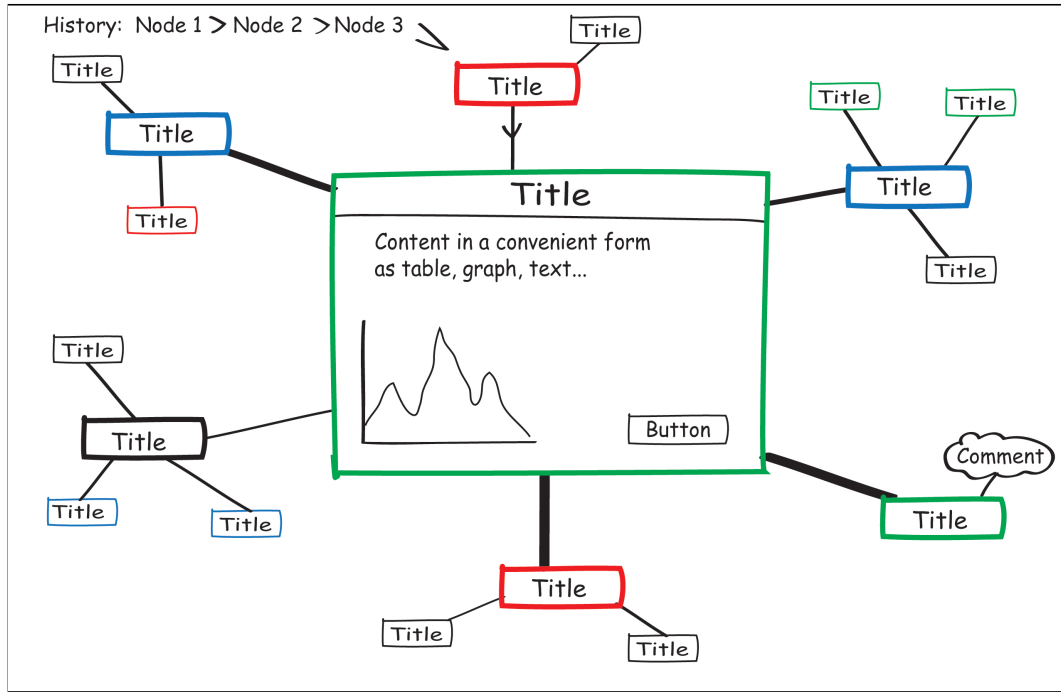 History: Node 1 > Node 2 > Node 3
Title
Title
Title
Title
Title
Title
Title
Title
Title
Title
Title
Content in a convenient form
as table, graph, text...
Title
Title
Button
Comment
Title
Title
Title
Title
Title
Title